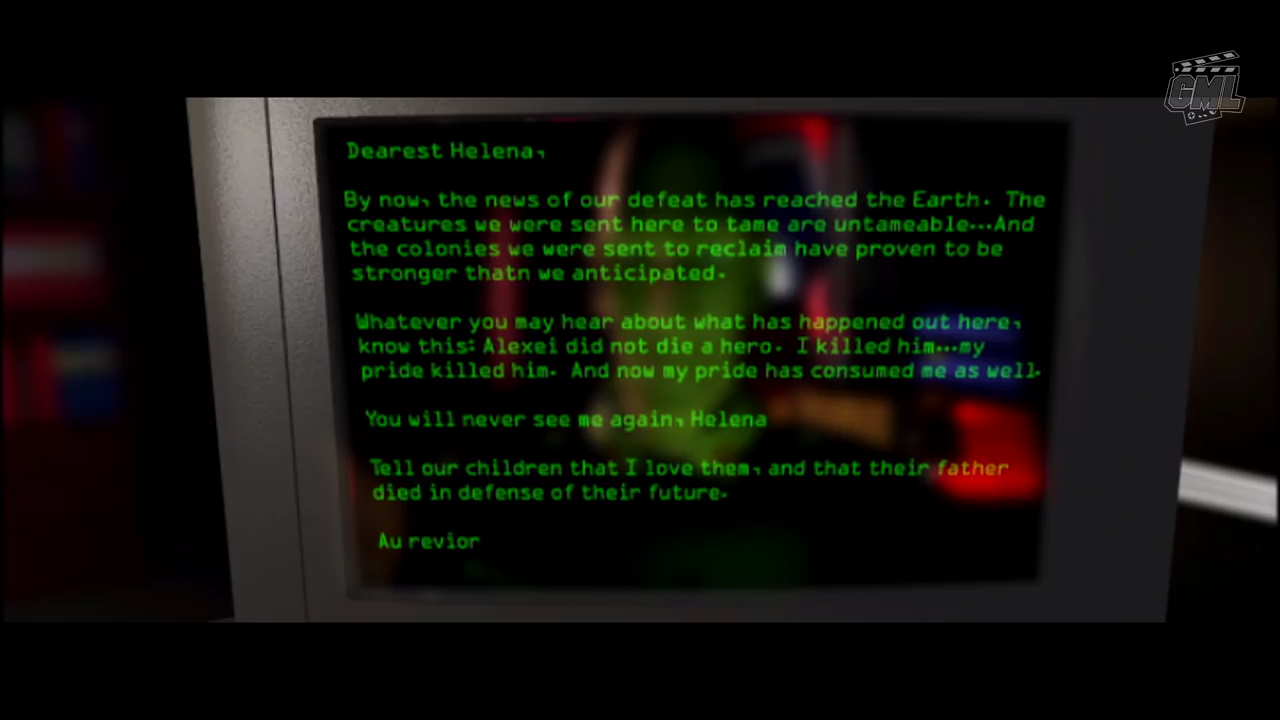 GML
Dearest Helena,
By now, the news of our defeat has reached the Earth. The
creatures we were sent here to tame are untameable...And
the colonies we were sent to reclaim have proven to be
stronger thatn we anticipated.
Whatever you may hear about what has happened out here,
know this: Alexei did not die a hero. I killed him...my
pride killed him. And now my pride has consumed me as well.
You will never see me again, Helena
Tell our children that I love them, and that their father
died in defense of their future.
Au revior